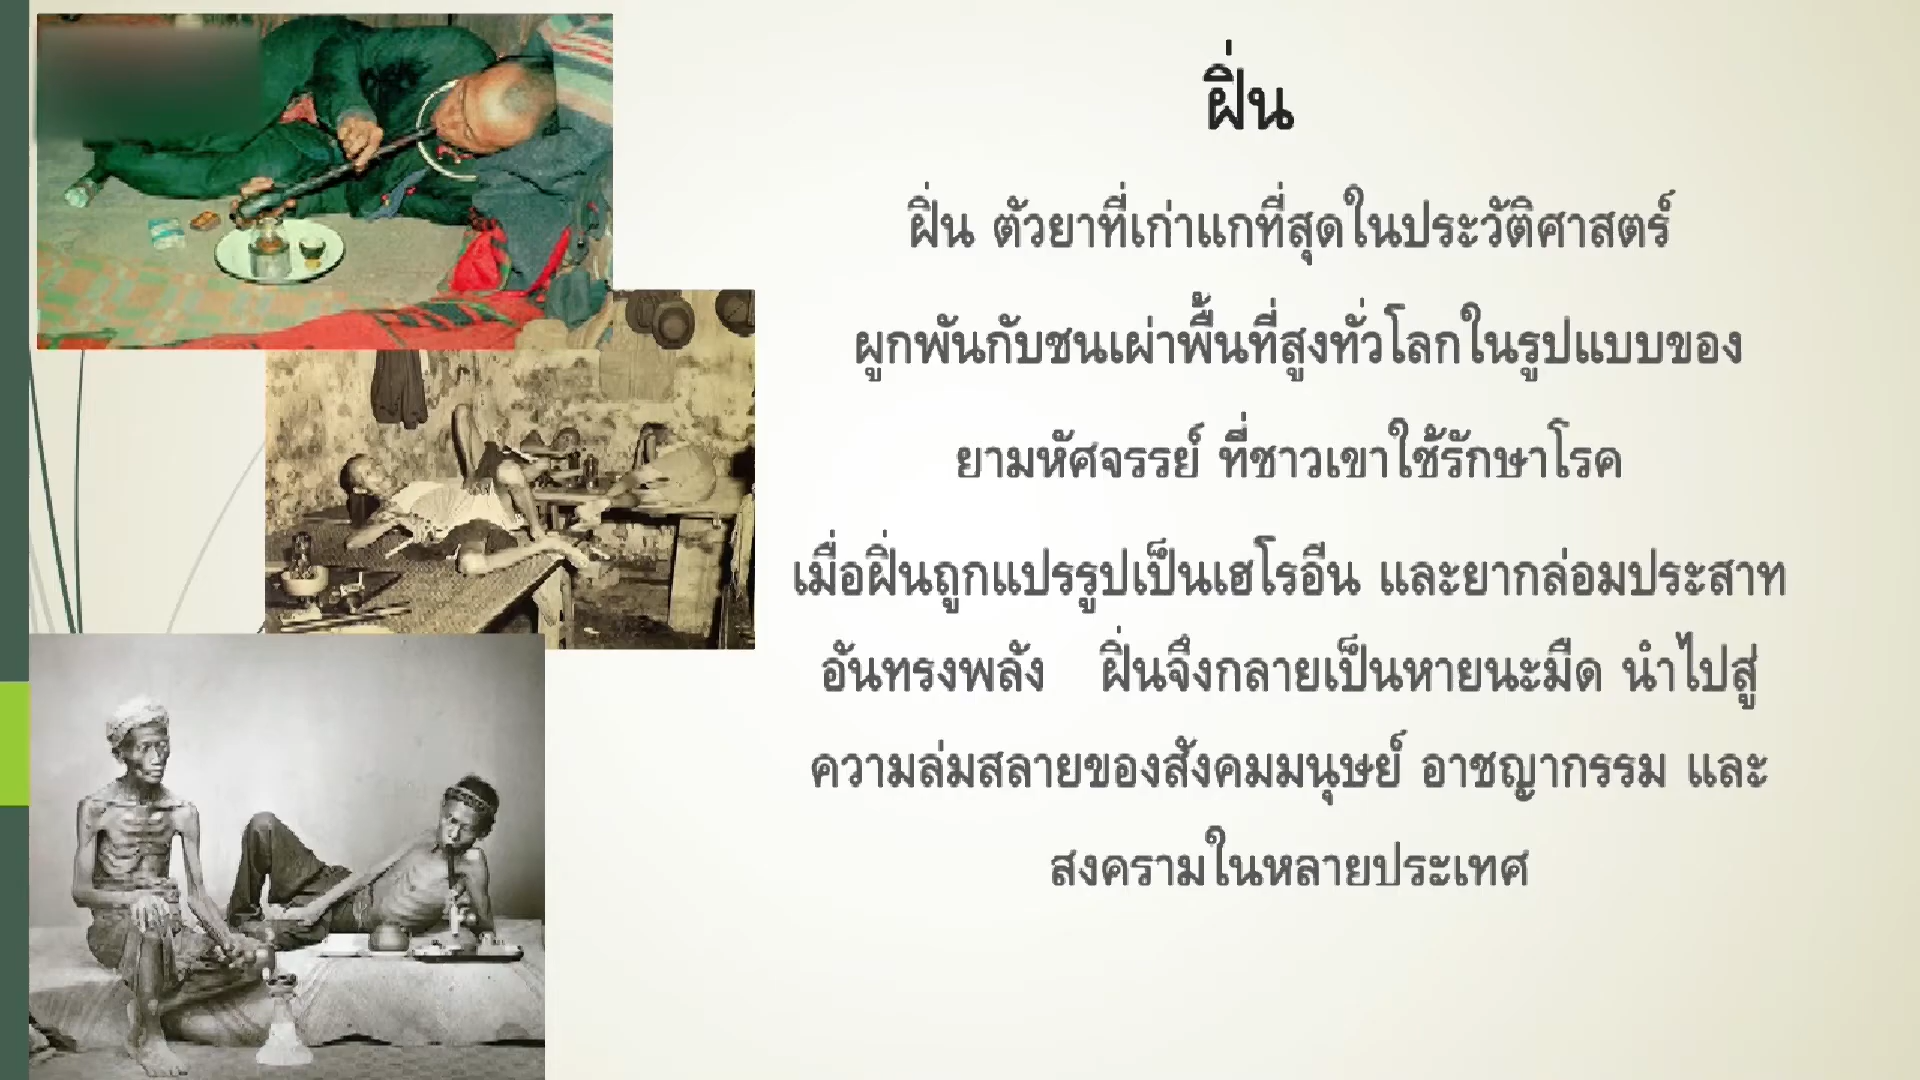 ฝิ่น
ฝิ่น ตัวยาที่เก่าแกที่สุดในประวัติศาสตร์
ผูกพันกับชนเผ่าพื้นที่สูงทั่วโลกในรูปแบบของ
ยามหัศจรรย์ ที่ชาวเขาใช้รักษาโรค
เมื่อฝิ่นถูกแปรรูปเป็นเฮโรอีน และยากล่อมประสาท
อันทรงพลัง ฝิ่นจึงกลายเป็นหายนะมืด นำไปสู่
ความล่มสลายของสังคมมนุษย์ อาชญากรรม และ
สงครามในหลายประเทศ